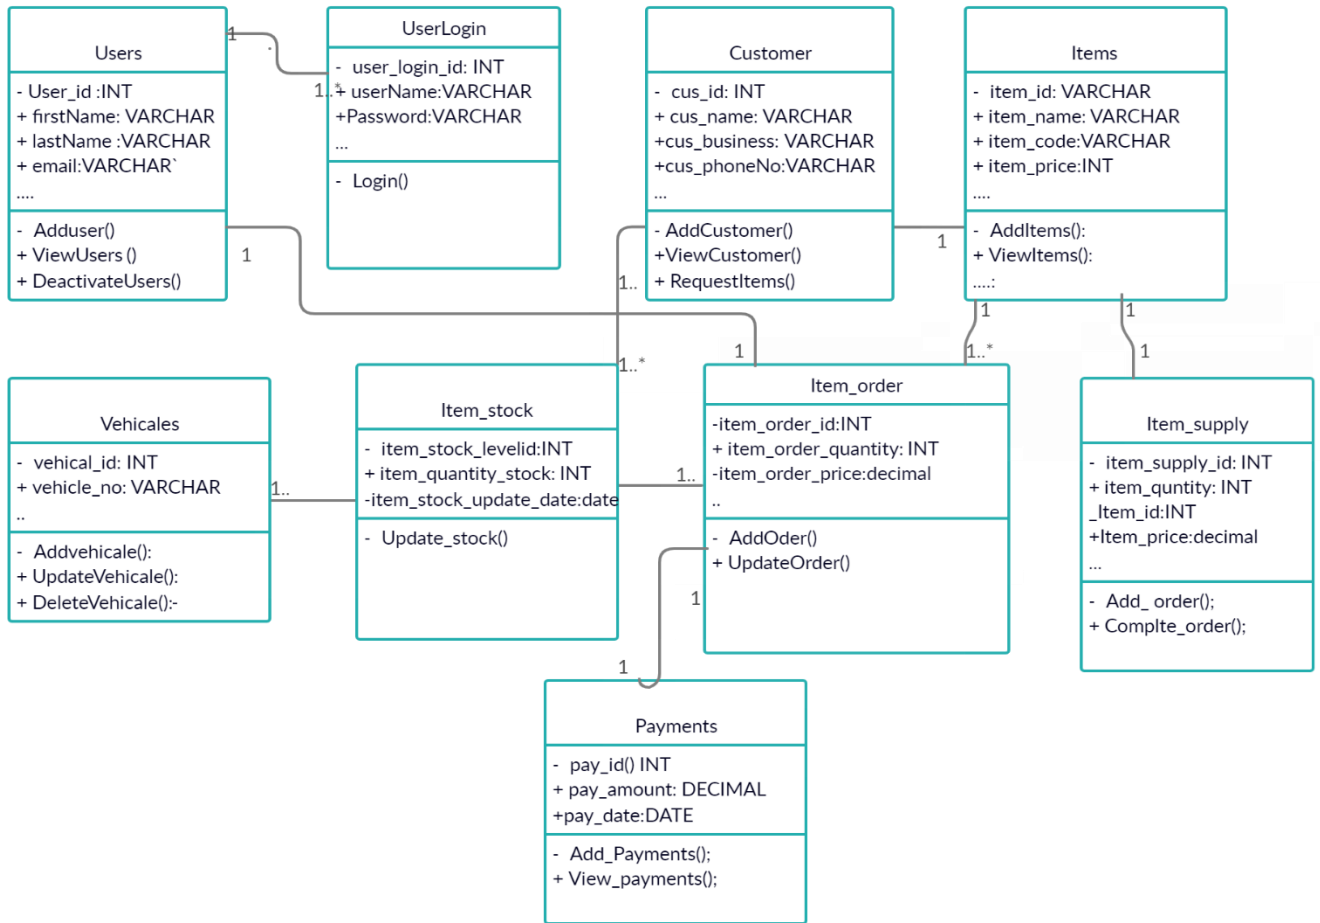 Users
- User_id :INT
+ firstName: VARCHAR
+ lastName :VARCHAR
+ email:VARCHAR`
....
- Adduser()
+ ViewUsers ()
+ DeactivateUsers()
1
.
1..*
UserLogin
- user_login_id: INT
+ userName:VARCHAR
+Password:VARCHAR
...
- Login()
Customer
- cus_id: INT
+ cus_name: VARCHAR
+cus_business: VARCHAR
+cus_phoneNo:VARCHAR
...
- AddCustomer()
+ViewCustomer()
+ RequestItems()
1
Items
- item_id: VARCHAR
+ item_name: VARCHAR
+ item_code:VARCHAR
+ item_price:INT
....
- AddItems():
+ ViewItems():
....:
1
1..
1
1
1..*
1
1..*
1
Vehicales
- vehical_id: INT
+ vehicle_no: VARCHAR
..
- Addvehicale():
+ UpdateVehicale():
+ DeleteVehicale():-
1..
Item_stock
- item_stock_levelid:INT
+ item_quantity_stock: INT
-item_stock_update_date:date
- Update_stock()
1..
Item_order
-item_order_id:INT
+ item_order_quantity: INT
-item_order_price:decimal
..
- AddOder()
+ UpdateOrder()
Item_supply
- item_supply_id: INT
+ item_quntity: INT
_Item_id:INT
+Item_price:decimal
...
- Add_ order();
+ Complte_order();
1
1
Payments
- pay_id() INT
+ pay_amount: DECIMAL
+pay_date:DATE
- Add_Payments();
+ View_payments();